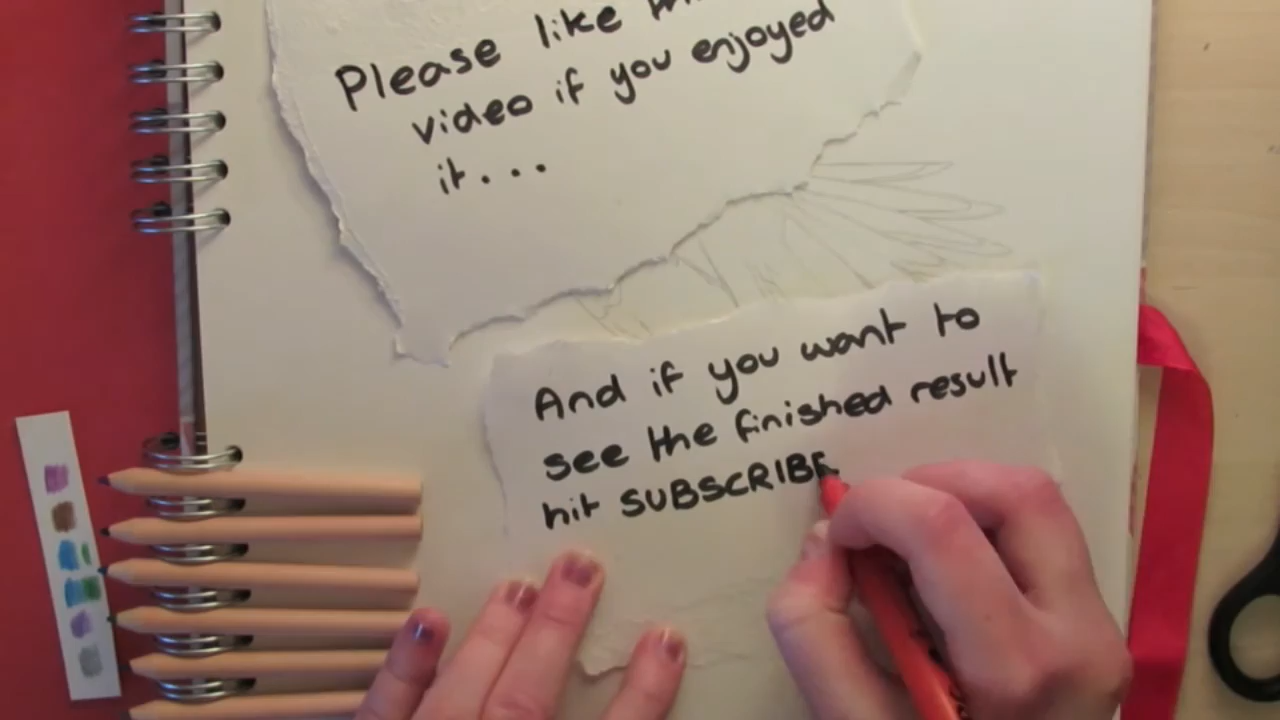 Please like
video if you enjoyed
it...
And if you want to
see the finished result
hit SUBSCRIBE